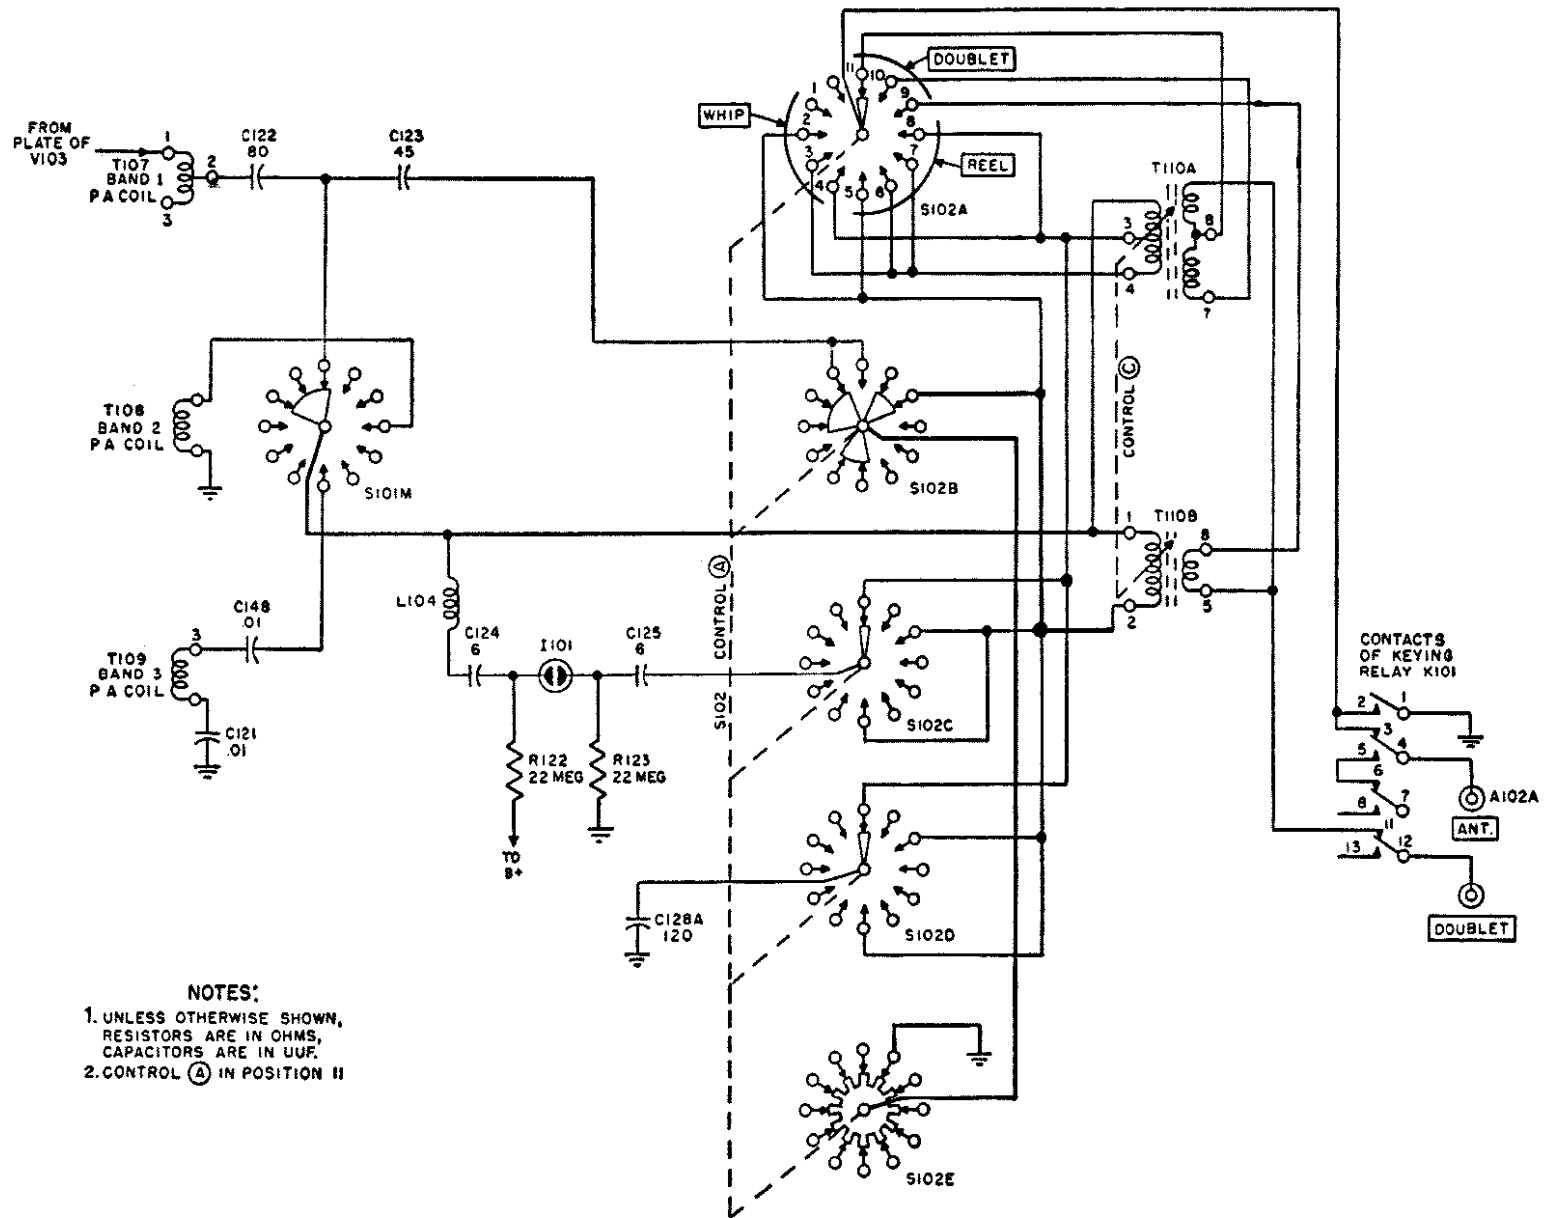 FROM
PLATE OF
V103
1
2
3
T107
BAND 1
PA COIL
C122
80
C123
45
DOUBLET
WHIP
REEL
1
2
3
4
5
6
7
8
9
10
11
S102A
T110A
3
4
6
7
CONTROL C
T108
BAND 2
PA COIL
S101M
S102B
1
2
T110B
8
5
CONTROL A
S102
L104
C124
6
I101
C125
6
C148
.01
3
T109
BAND 3
PA COIL
C121
.01
R122
22 MEG
R123
22 MEG
TO
B+
S102C
CONTACTS
OF KEYING
RELAY K101
2
1
3
5
4
6
8
7
11
13
12
A102A
ANT.
DOUBLET
C128A
120
S102D
S102E
NOTES:
1. UNLESS OTHERWISE SHOWN,
RESISTORS ARE IN OHMS,
CAPACITORS ARE IN UUF.
2. CONTROL A IN POSITION 11